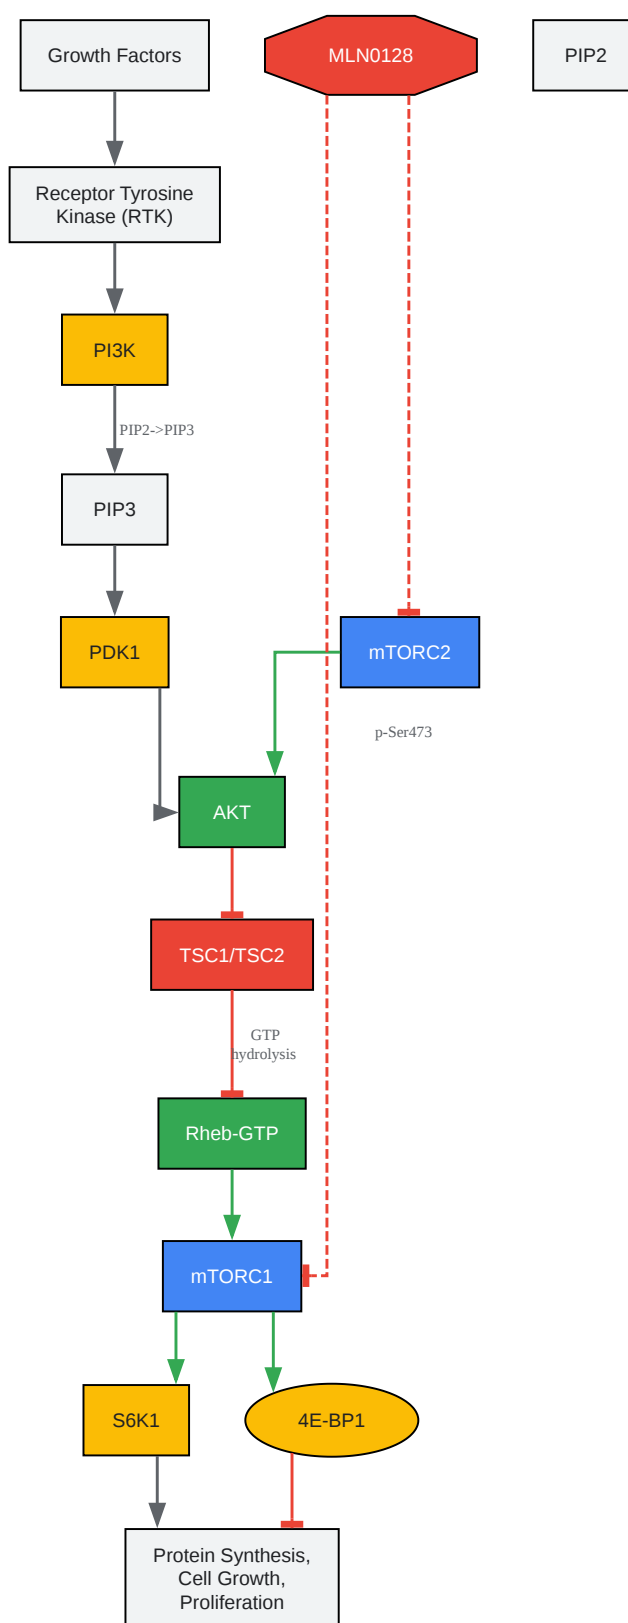 Growth Factors
MLN0128
PIP2
Receptor Tyrosine
Kinase (RTK)
PI3K
PIP2->PIP3
PIP3
PDK1
mTORC2
p-Ser473
AKT
TSC1/TSC2
GTP
hydrolysis
Rheb-GTP
mTORC1
S6K1
4E-BP1
Protein Synthesis,
Cell Growth,
Proliferation